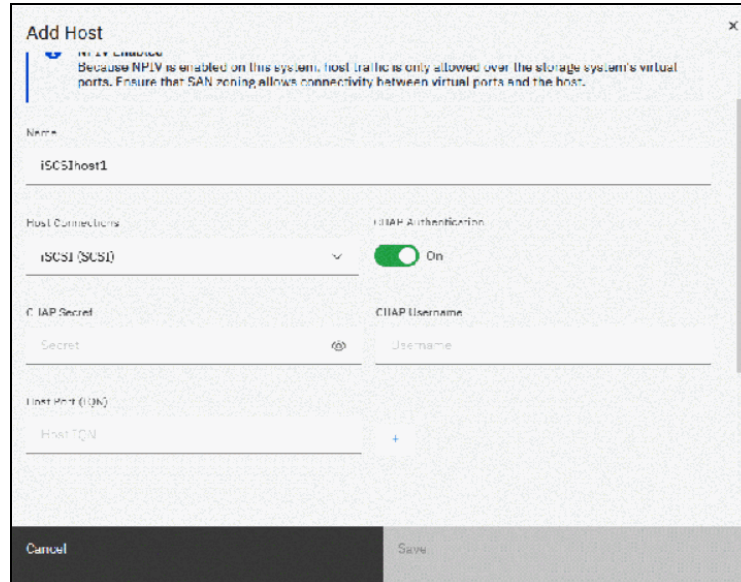 Add Host
NPIV Enabled
Because NPIV is enabled on this system, host traffic is only allowed over the storage system's virtual
ports. Ensure that SAN zoning allows connectivity between virtual ports and the host.
Name
iSCSIhost1
Host Connections
CHAP Authentication
iSCSI (SCSI)
On
CHAP Secret
CHAP Username
Secret
Username
Host Port (IQN)
Host IQN
+
Cancel
Save